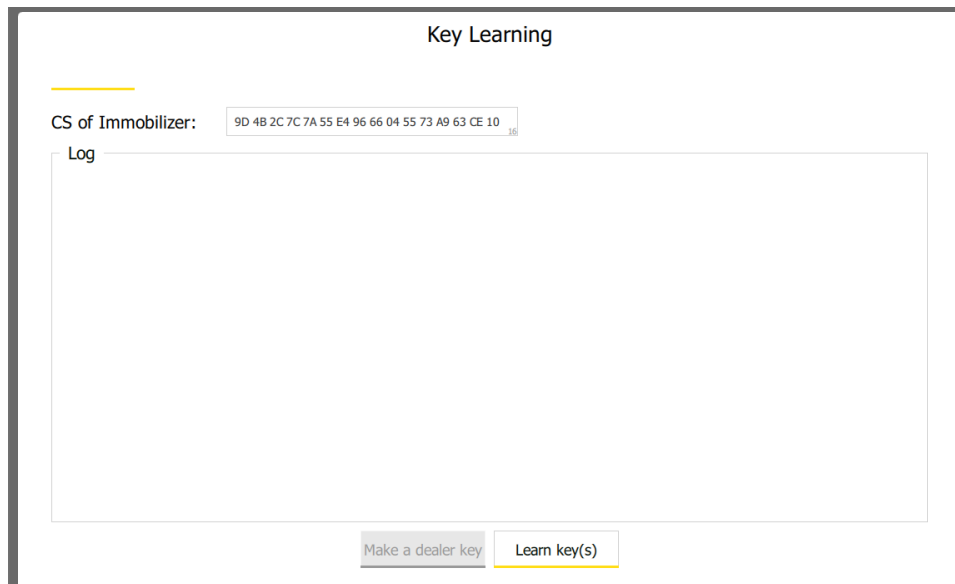 Key Learning
CS of Immobilizer:
9D 4B 2C 7C 7A 55 E4 96 66 04 55 73 A9 63 CE 10
16
Log
Make a dealer key
Learn key(s)